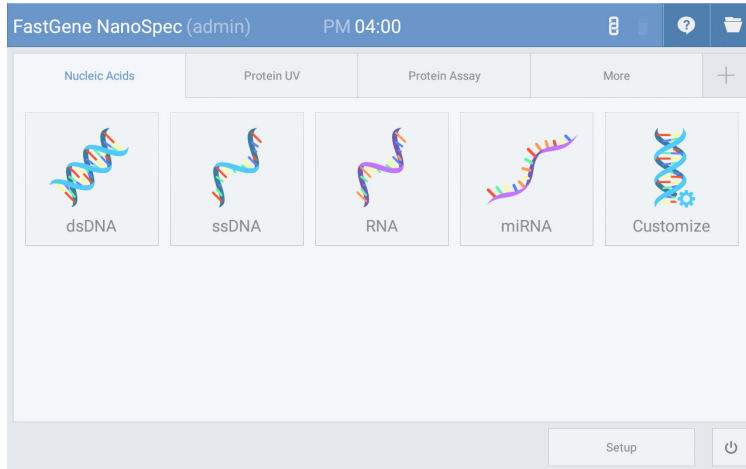 FastGene NanoSpec (admin) PM 04:00
Nucleic Acids Protein UV Protein Assay More
dsDNA ssDNA RNA miRNA Customize
Setup